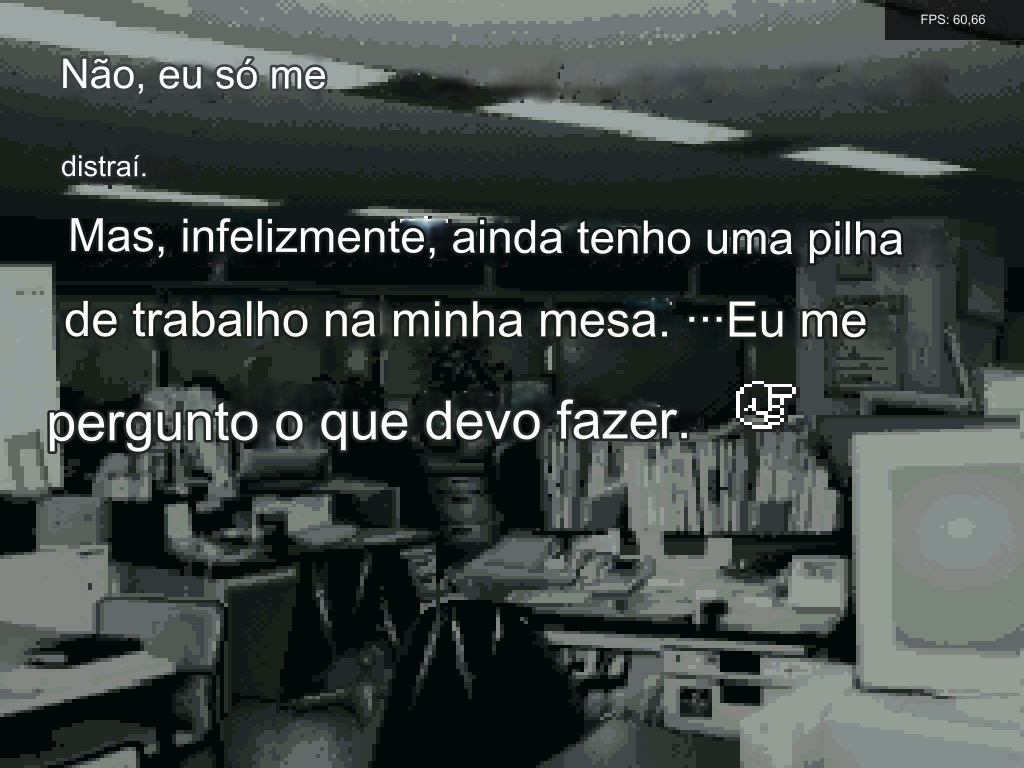 FPS: 60,66
Não, eu só me
distraí.
Mas, infelizmente, ainda tenho uma pilha
de trabalho na minha mesa. ···Eu me
pergunto o que devo fazer.